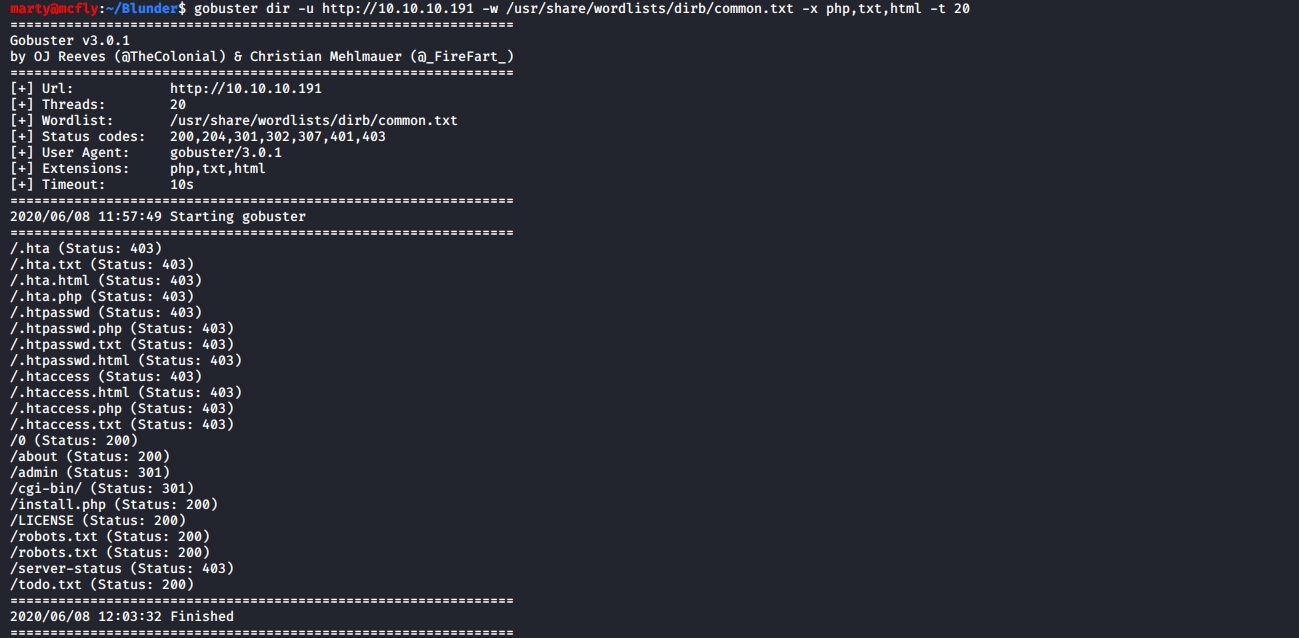 marty@mcfly:~/Blunder$ gobuster dir -u http://10.10.10.191 -w /usr/share/wordlists/dirb/common.txt -x php,txt,html -t 20
===============================================================
Gobuster v3.0.1
by OJ Reeves (@TheColonial) & Christian Mehlmauer (@_FireFart_)
===============================================================
[+] Url:            http://10.10.10.191
[+] Threads:        20
[+] Wordlist:       /usr/share/wordlists/dirb/common.txt
[+] Status codes:   200,204,301,302,307,401,403
[+] User Agent:     gobuster/3.0.1
[+] Extensions:     php,txt,html
[+] Timeout:        10s
===============================================================
2020/06/08 11:57:49 Starting gobuster
===============================================================
/.hta (Status: 403)
/.hta.txt (Status: 403)
/.hta.html (Status: 403)
/.hta.php (Status: 403)
/.htpasswd (Status: 403)
/.htpasswd.php (Status: 403)
/.htpasswd.txt (Status: 403)
/.htpasswd.html (Status: 403)
/.htaccess (Status: 403)
/.htaccess.html (Status: 403)
/.htaccess.php (Status: 403)
/.htaccess.txt (Status: 403)
/0 (Status: 200)
/about (Status: 200)
/admin (Status: 301)
/cgi-bin/ (Status: 301)
/install.php (Status: 200)
/LICENSE (Status: 200)
/robots.txt (Status: 200)
/robots.txt (Status: 200)
/server-status (Status: 403)
/todo.txt (Status: 200)
===============================================================
2020/06/08 12:03:32 Finished
===============================================================